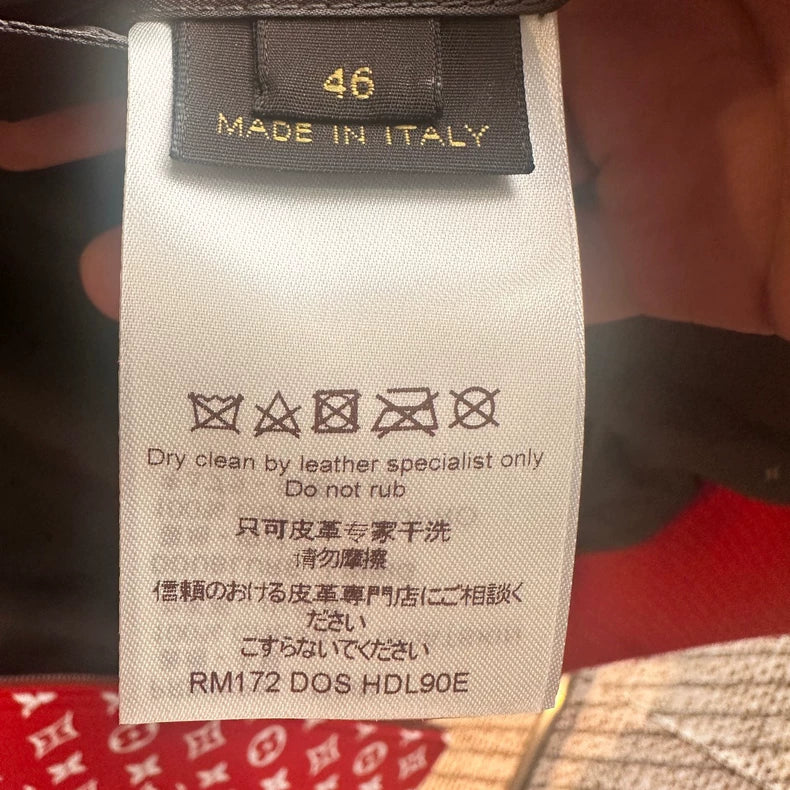 46
MADE IN ITALY
Dry clean by leather specialist only
Do not rub
只可皮革专家干洗
请勿摩擦
信頼のおける皮革専門店にご相談く
ださい
こすらないでください
RM172 DOS HDL90E